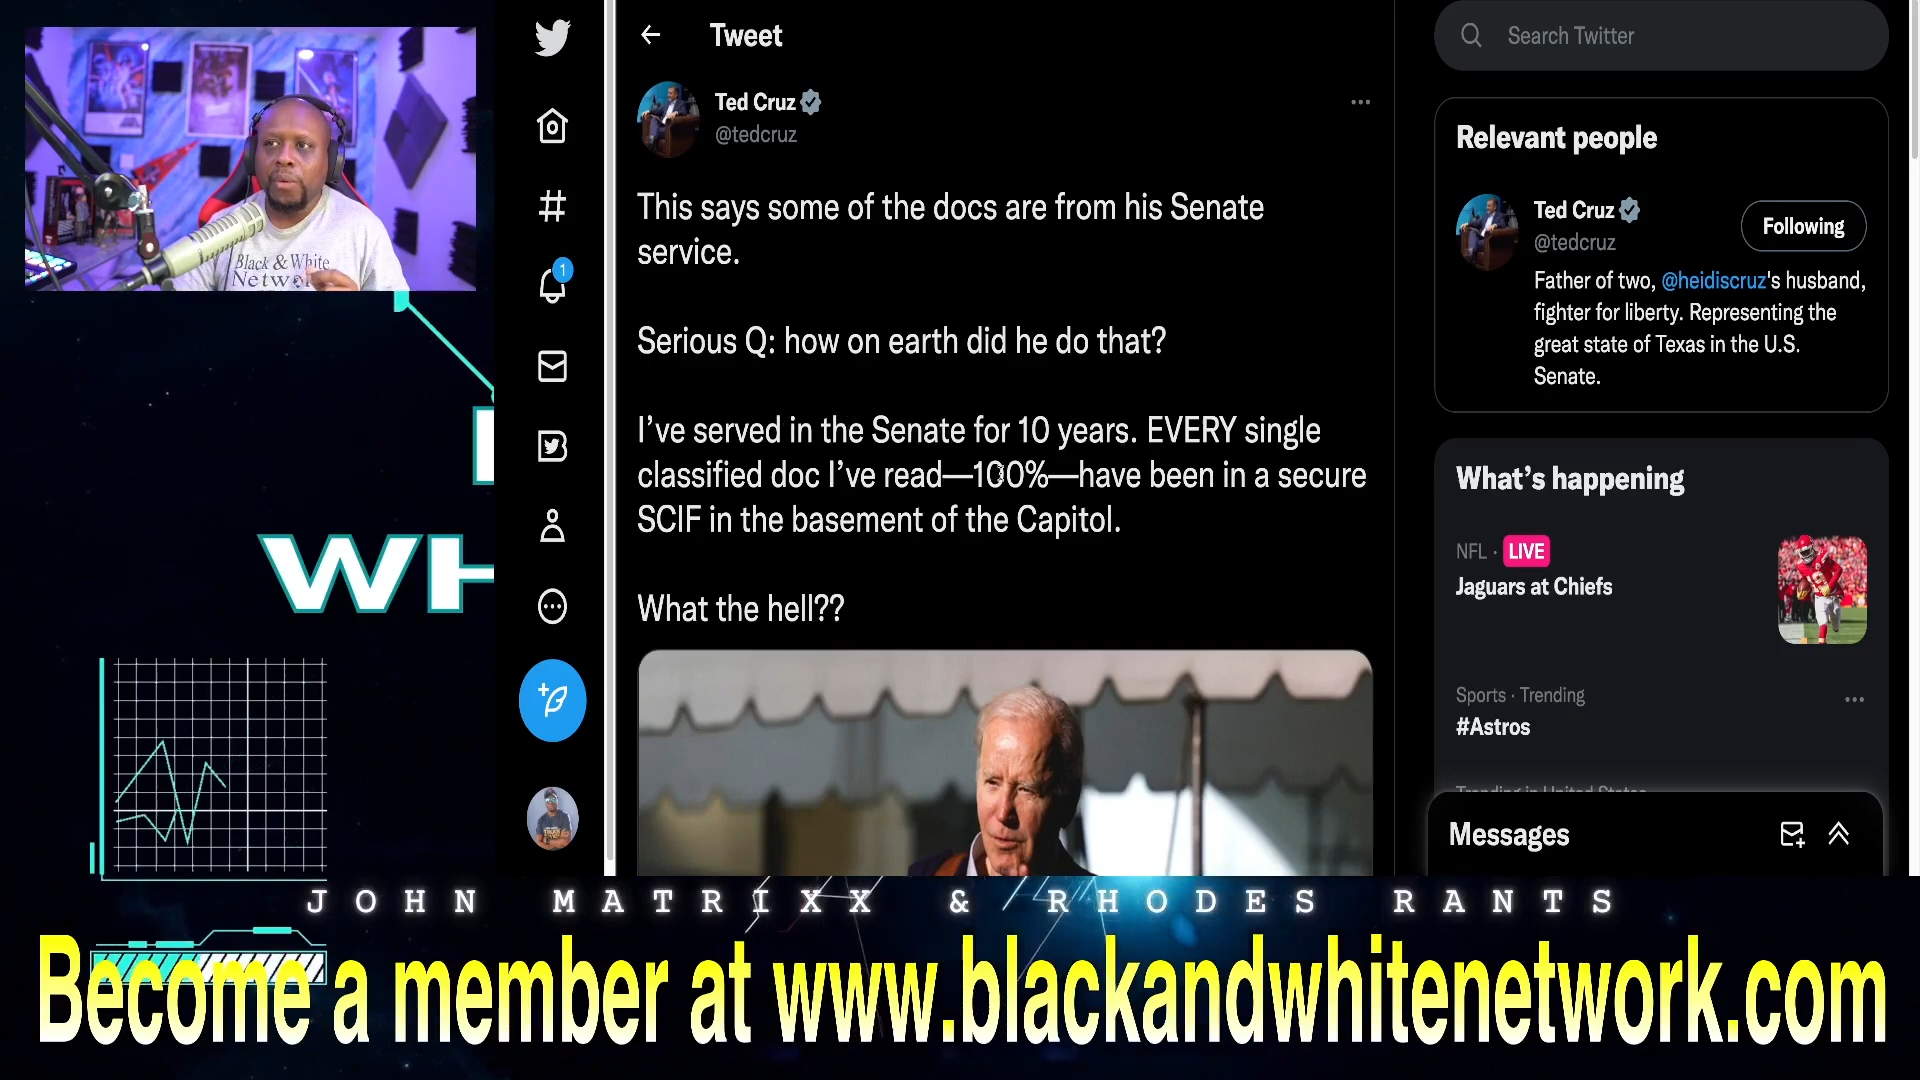 Tweet
Ted Cruz
@tedcruz
This says some of the docs are from his Senate
service.
Serious Q: how on earth did he do that?
I’ve served in the Senate for 10 years. EVERY single
classified doc I’ve read—100%—have been in a secure
SCIF in the basement of the Capitol.
What the hell??
Search Twitter
Relevant people
Ted Cruz
@tedcruz
Following
Father of two, @heidiscruz's husband,
fighter for liberty. Representing the
great state of Texas in the U.S.
Senate.
What’s happening
NFL · LIVE
Jaguars at Chiefs
Sports · Trending
#Astros
Trending in United States
Messages
1
Black & White
Network
WH
JOHN MATRIXX & RHODES RANTS
Become a member at www.blackandwhitenetwork.com